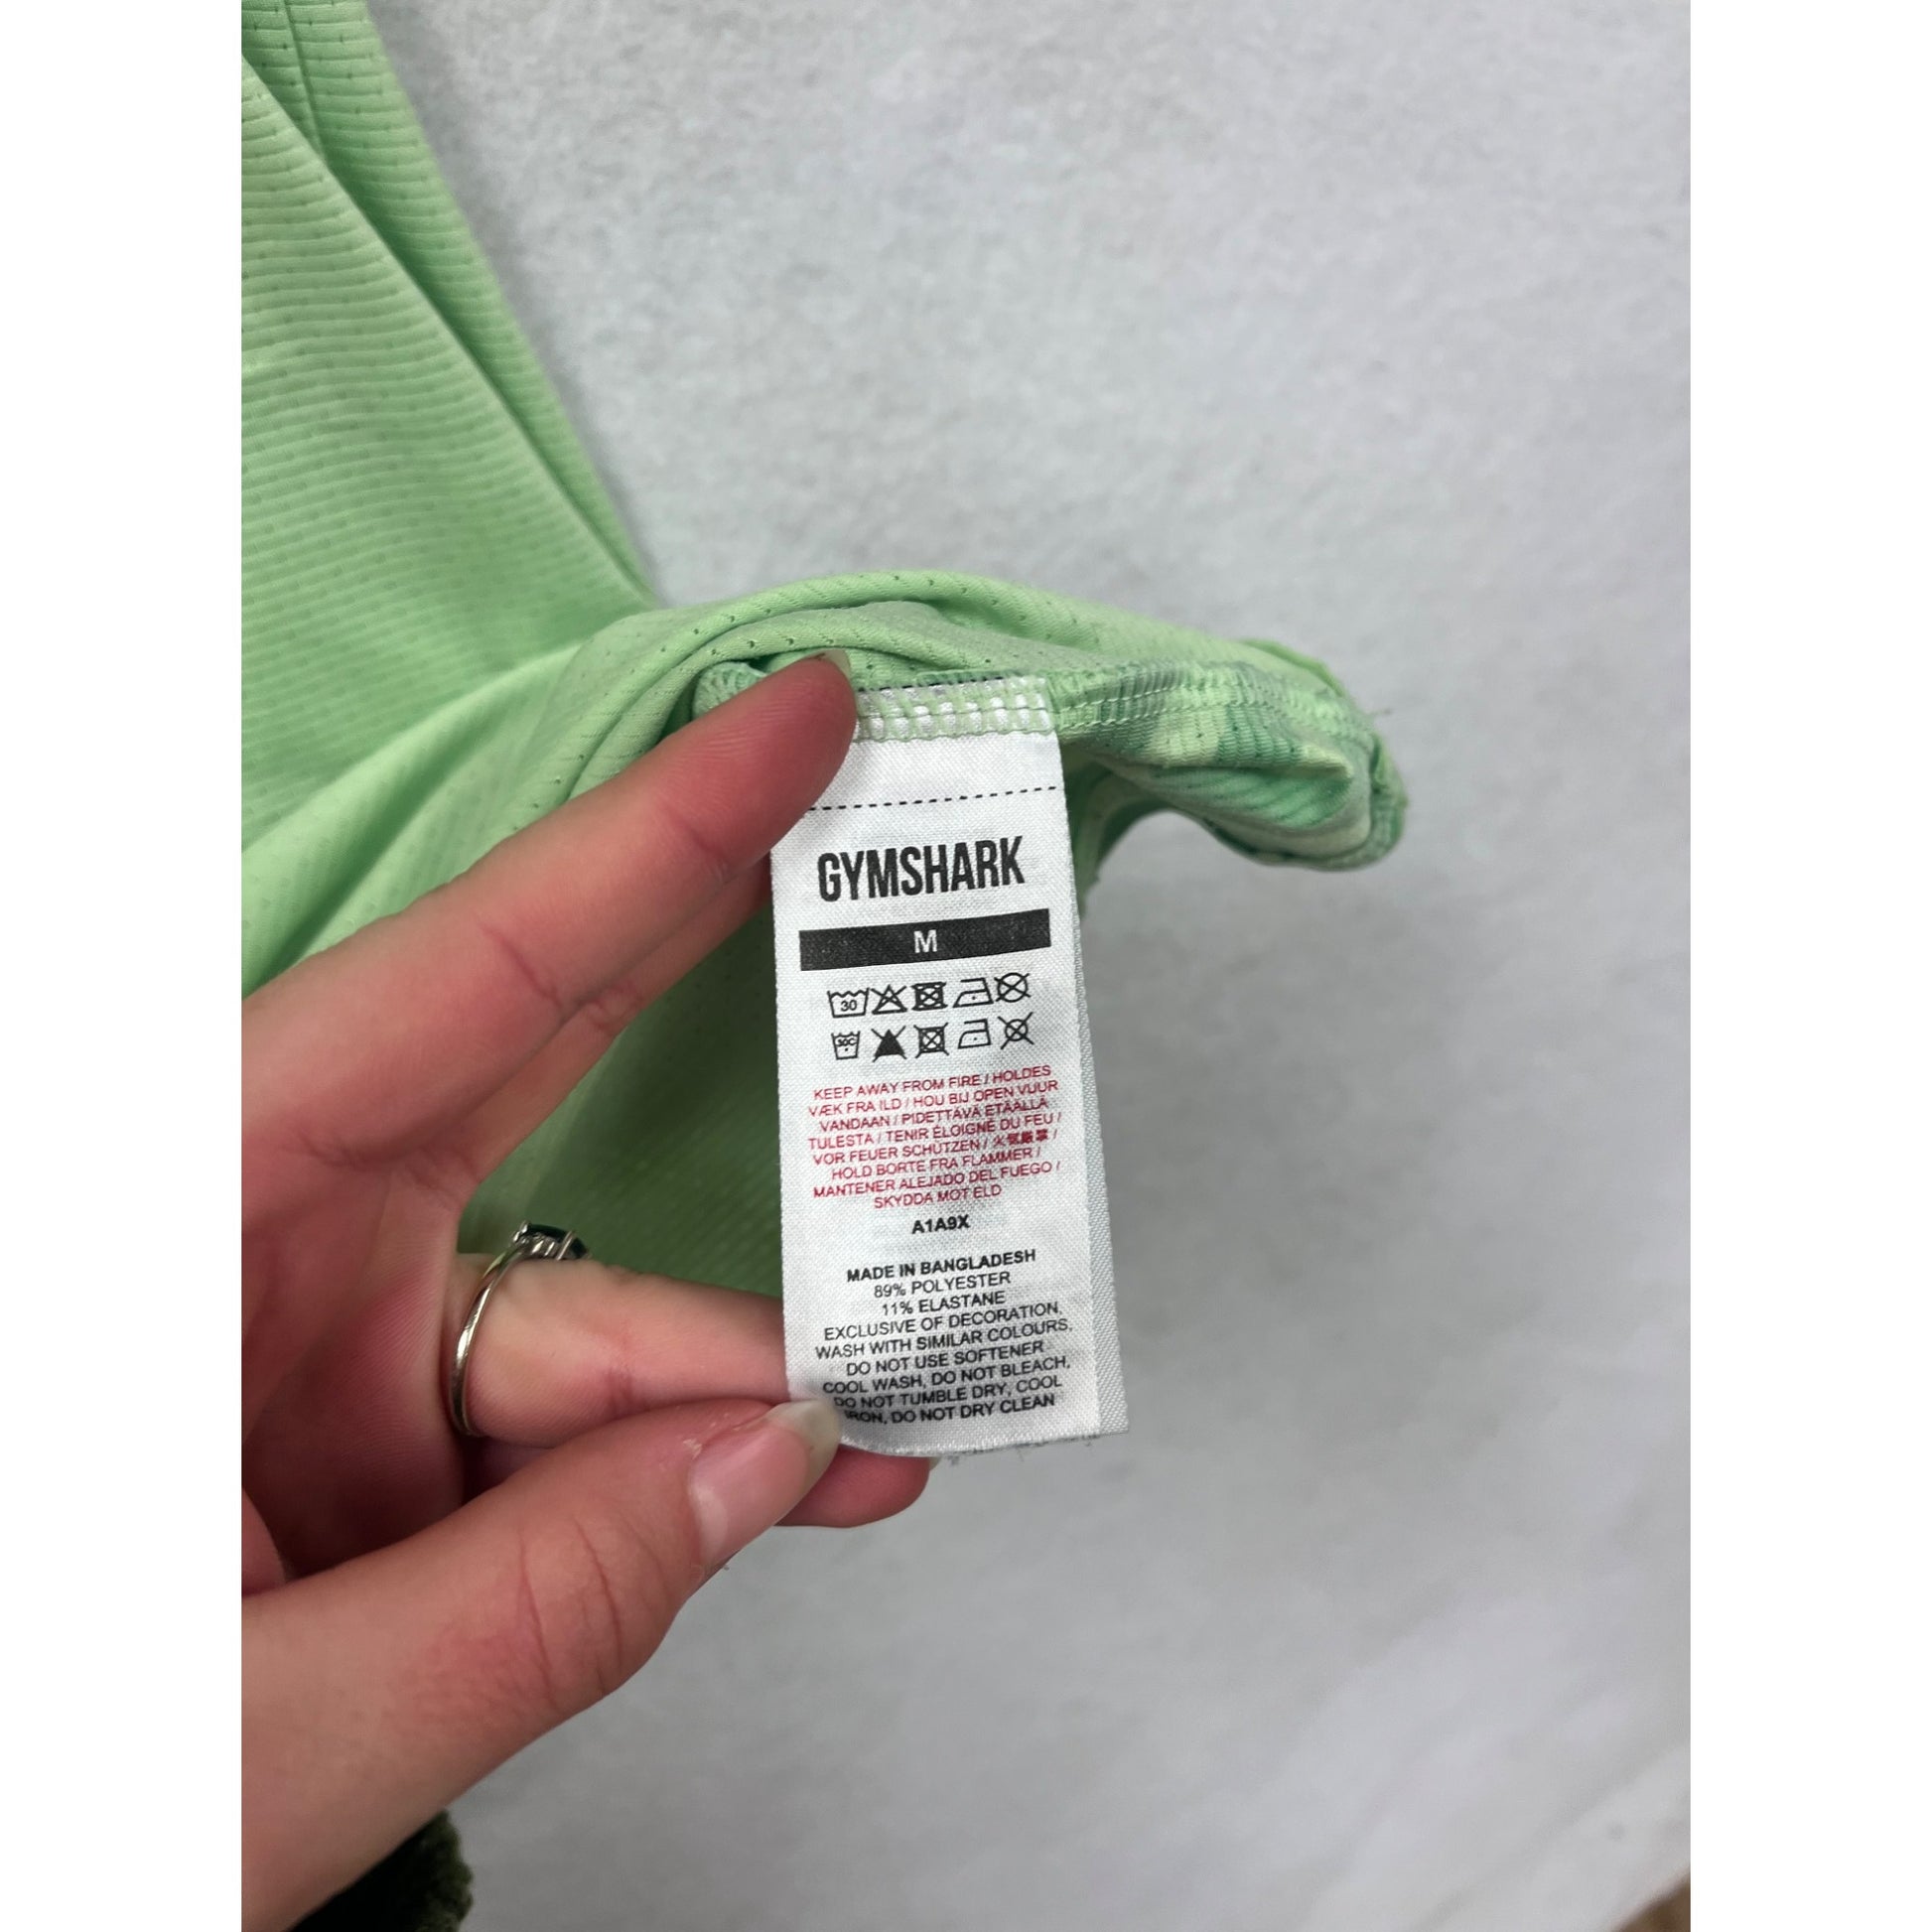 GYMSHARK
M
30
30C
KEEP AWAY FROM FIRE / HOLDES
VÆK FRA ILD / HOU BIJ OPEN VUUR
VANDAAN / PIDETTÄVÄ ETÄÄLLÄ
TULESTA / TENIR ÉLOIGNÉ DU FEU /
VOR FEUER SCHÜTZEN / 火気厳禁 /
HOLD BORTE FRA FLAMMER /
MANTENER ALEJADO DEL FUEGO /
SKYDDA MOT ELD
A1A9X
MADE IN BANGLADESH
89% POLYESTER
11% ELASTANE
EXCLUSIVE OF DECORATION,
WASH WITH SIMILAR COLOURS,
DO NOT USE SOFTENER
COOL WASH, DO NOT BLEACH,
DO NOT TUMBLE DRY, COOL
IRON, DO NOT DRY CLEAN